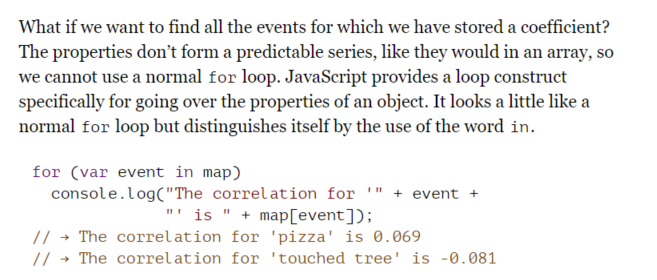 What if we want to find all the events for which we have stored a coefficient?
The properties don’t form a predictable series, like they would in an array, so
we cannot use a normal for loop. JavaScript provides a loop construct
specifically for going over the properties of an object. It looks a little like a
normal for loop but distinguishes itself by the use of the word in.
for (var event in map)
  console.log("The correlation for '" + event +
              "' is " + map[event]);
// → The correlation for 'pizza' is 0.069
// → The correlation for 'touched tree' is -0.081